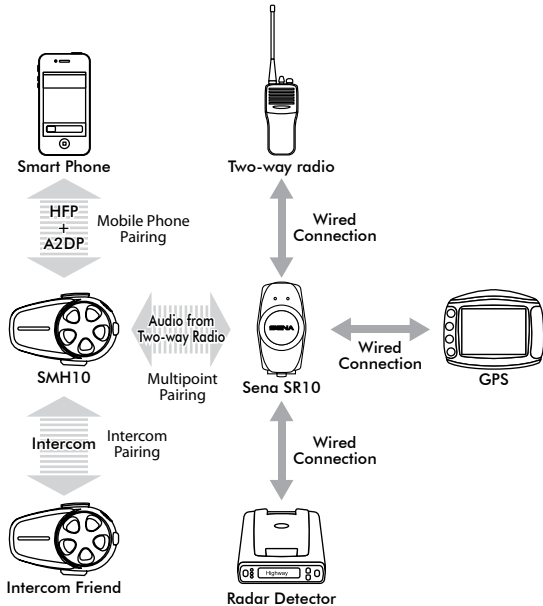 Smart Phone
Two-way radio
HFP
+
A2DP
Mobile Phone
Pairing
Wired
Connection
SMH10
Audio from
Two-way Radio
Multipoint
Pairing
SENA
Sena SR10
Wired
Connection
GPS
Intercom
Intercom
Pairing
Wired
Connection
Intercom Friend
Highway
Radar Detector